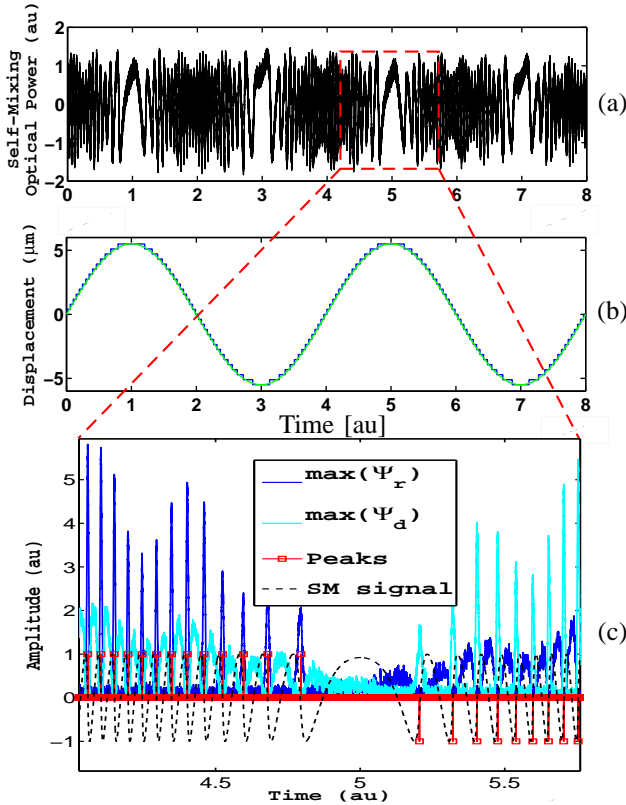 Self-Mixing
Optical Power (au)
2
1
0
−1
−2
0 1 2 3 4 5 6 7 8
(a)
Displacement (μm)
5
0
−5
0 1 2 3 4 5 6 7 8
Time [au]
(b)
Amplitude (au)
5
4
3
2
1
0
−1
max(Ψ_r)
max(Ψ_d)
Peaks
SM signal
4.5 5 5.5
Time (au)
(c)